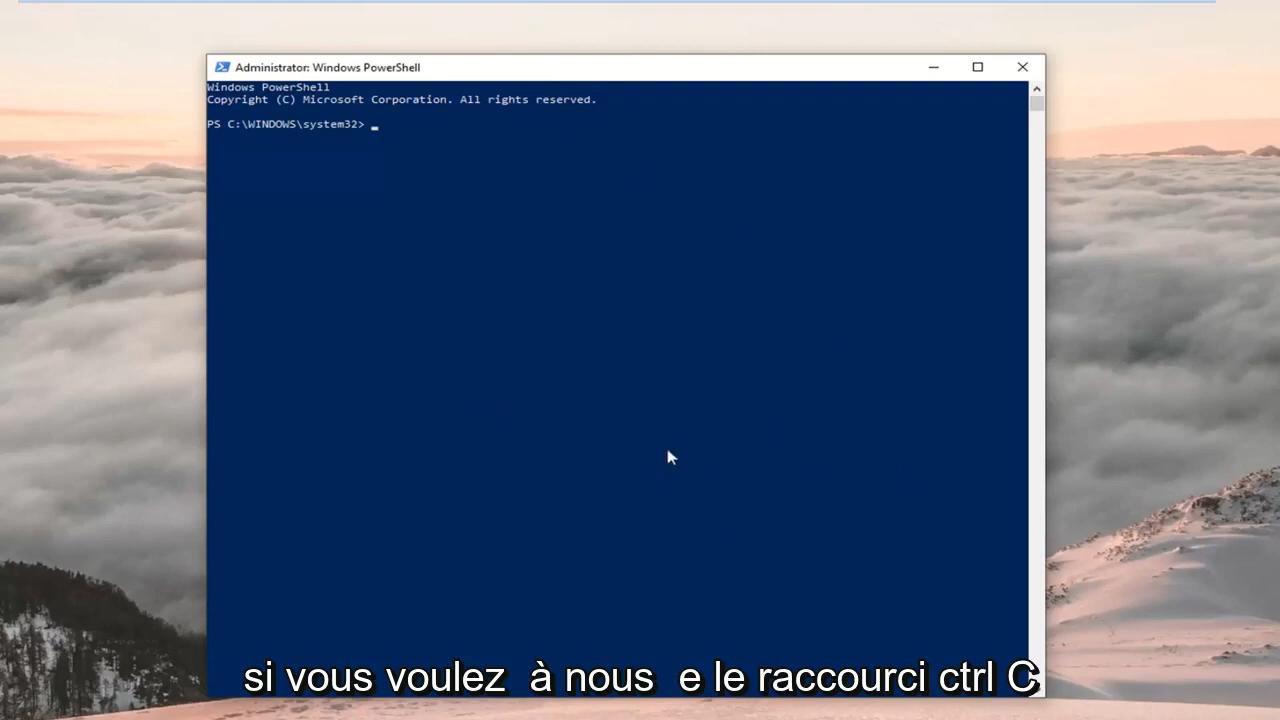 Administrator: Windows PowerShell
Windows PowerShell
Copyright (C) Microsoft Corporation. All rights reserved.
PS C:\WINDOWS\system32>
si vous voulez à nous e le raccourci ctrl C